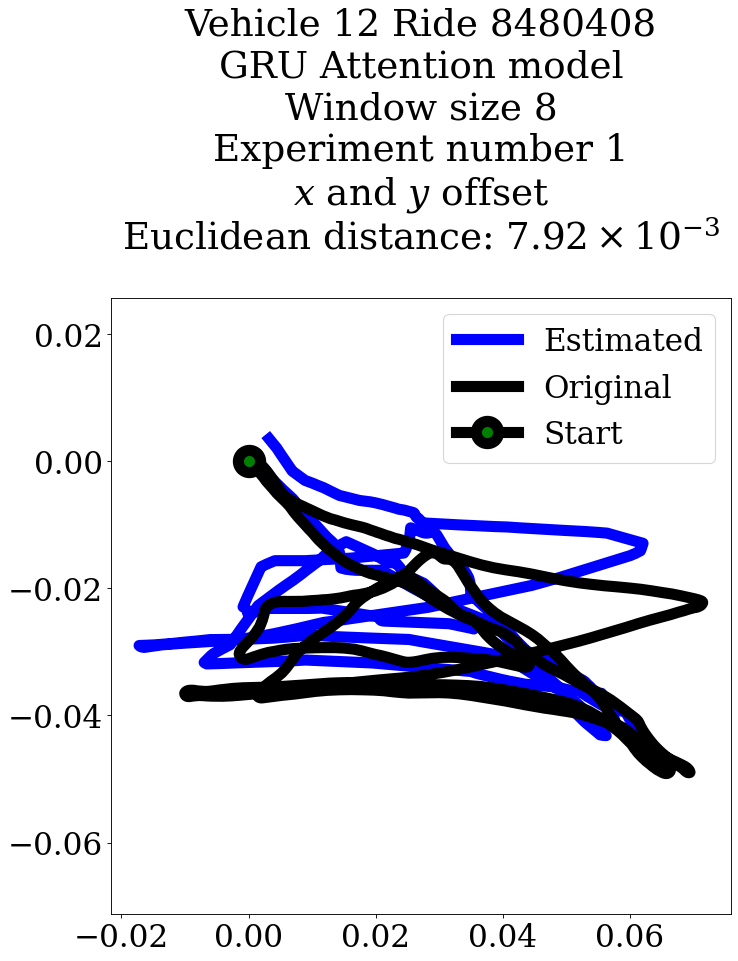 Vehicle 12 Ride 8480408
GRU Attention model
Window size 8
Experiment number 1
x and y offset
Euclidean distance: 7.92 × 10⁻³
Estimated
Original
Start
0.02
0.00
−0.02
−0.04
−0.06
−0.02 0.00 0.02 0.04 0.06